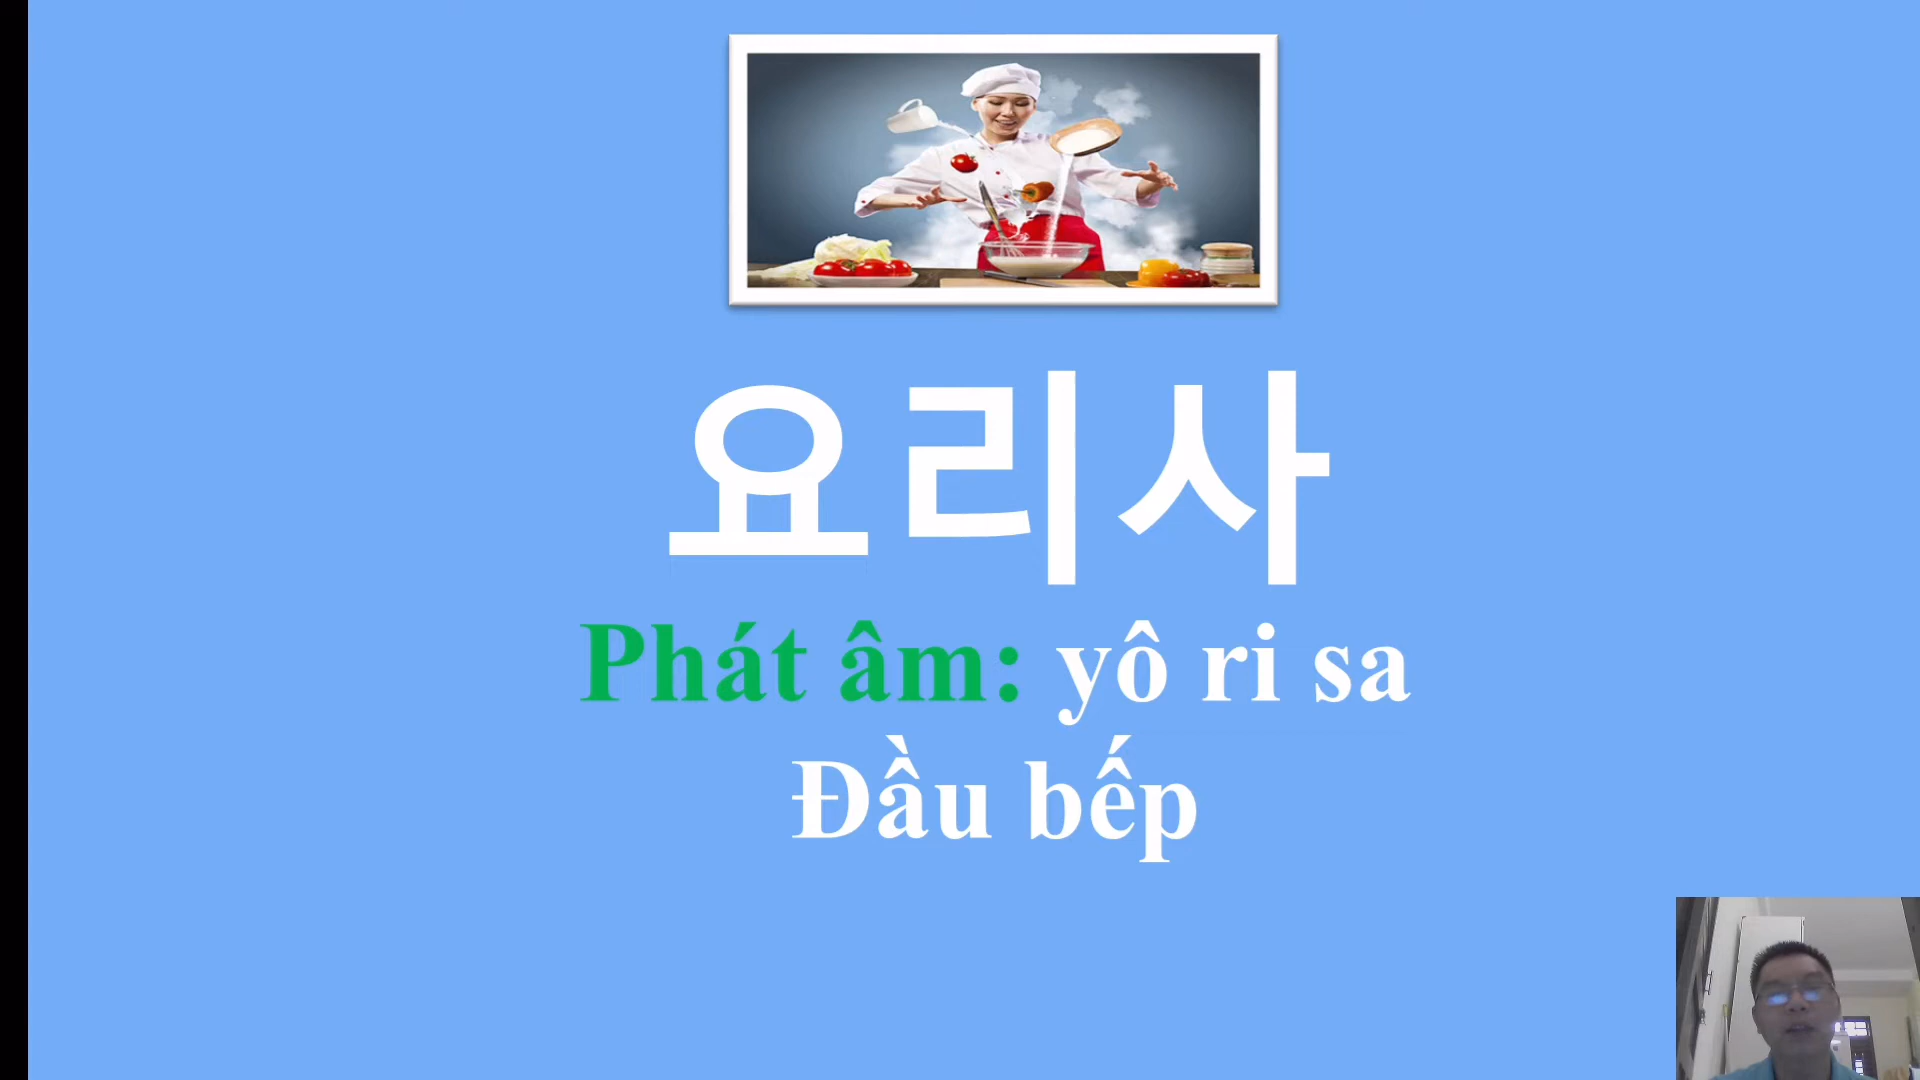 요리사
Phát âm: yô ri sa
Đầu bếp